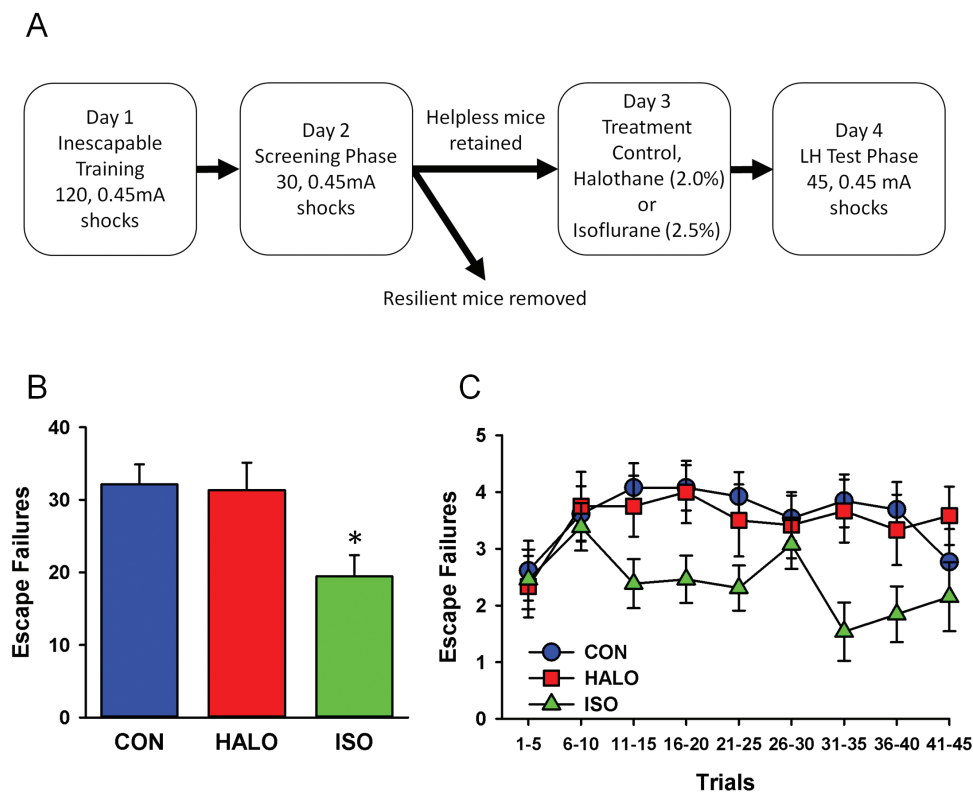 A
Day 1
Inescapable
Training
120, 0.45mA
shocks
Day 2
Screening Phase
30, 0.45mA
shocks
Helpless mice
retained
Resilient mice removed
Day 3
Treatment
Control,
Halothane (2.0%)
or
Isoflurane (2.5%)
Day 4
LH Test Phase
45, 0.45 mA
shocks
B
Escape Failures
40
30
20
10
0
*
CON HALO ISO
C
Escape Failures
5
4
3
2
1
0
CON
HALO
ISO
1-5 6-10 11-15 16-20 21-25 26-30 31-35 36-40 41-45
Trials